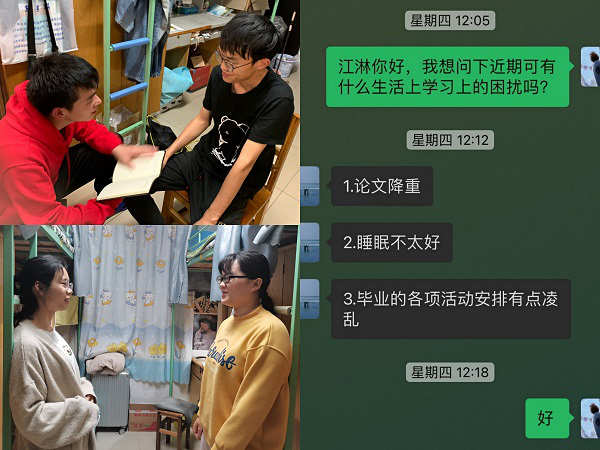 星期四 12:05
江淋你好，我想问下近期可有
什么生活上学习上的困扰吗?
星期四 12:12
1.论文降重
2.睡眠不太好
3.毕业的各项活动安排有点凌
乱
星期四 12:18
好